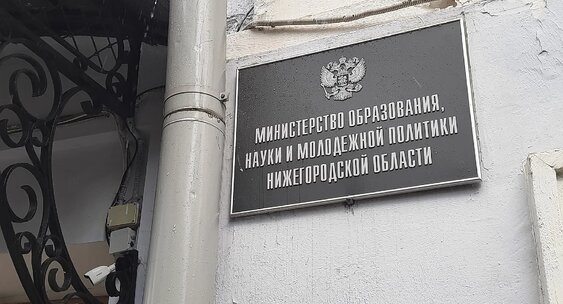 МИНИСТЕРСТВО ОБРАЗОВАНИЯ,
НАУКИ И МОЛОДЕЖНОЙ ПОЛИТИКИ
НИЖЕГОРОДСКОЙ ОБЛАСТИ